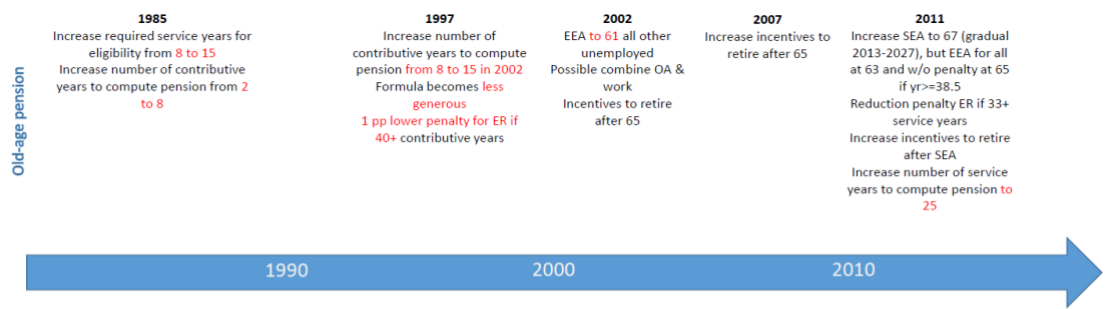 Old-age pension
1985
Increase required service years for
eligibility from 8 to 15
Increase number of contributive
years to compute pension from 2
to 8
1997
Increase number of
contributive years to compute
pension from 8 to 15 in 2002
Formula becomes less
generous
1 pp lower penalty for ER if
40+ contributive years
2002
EEA to 61 all other
unemployed
Possible combine OA &
work
Incentives to retire
after 65
2007
Increase incentives to
retire after 65
2011
Increase SEA to 67 (gradual
2013-2027), but EEA for all
at 63 and w/o penalty at 65
if yr>=38.5
Reduction penalty ER if 33+
service years
Increase incentives to retire
after SEA
Increase number of service
years to compute pension to
25
1990
2000
2010